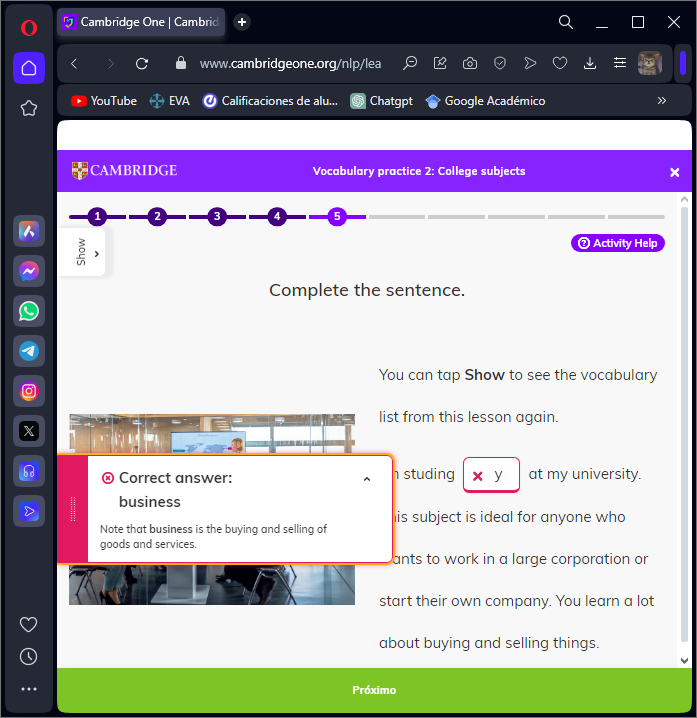 Cambridge One | Cambrid
www.cambridgeone.org/nlp/lea
YouTube
EVA
Calificaciones de alu...
Chatgpt
Google Académico
CAMBRIDGE
Vocabulary practice 2: College subjects
1
2
3
4
5
Show
Activity Help
Complete the sentence.
You can tap Show to see the vocabulary
list from this lesson again.
studing y at my university.
is subject is ideal for anyone who
ants to work in a large corporation or
start their own company. You learn a lot
about buying and selling things.
Correct answer:
business
Note that business is the buying and selling of
goods and services.
Próximo